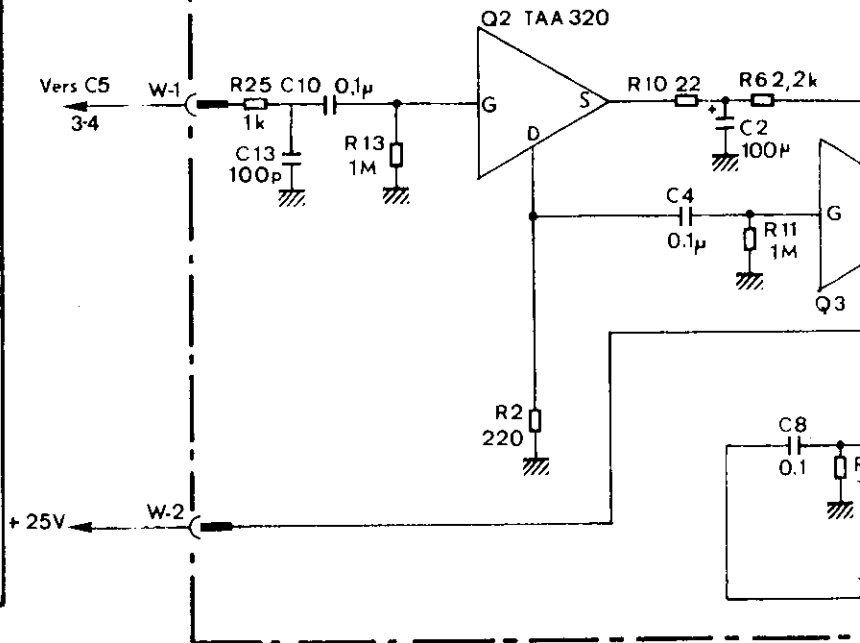 Q2 TAA 320
Vers C5
3-4
W-1
R25 C10 0,1µ
1k
C13
100p
R13
1M
G
S
D
R10 22
R6 2,2k
+
C2
100µ
C4
0.1µ
R11
1M
G
Q3
R2
220
C8
0.1
R
W-2
+ 25V